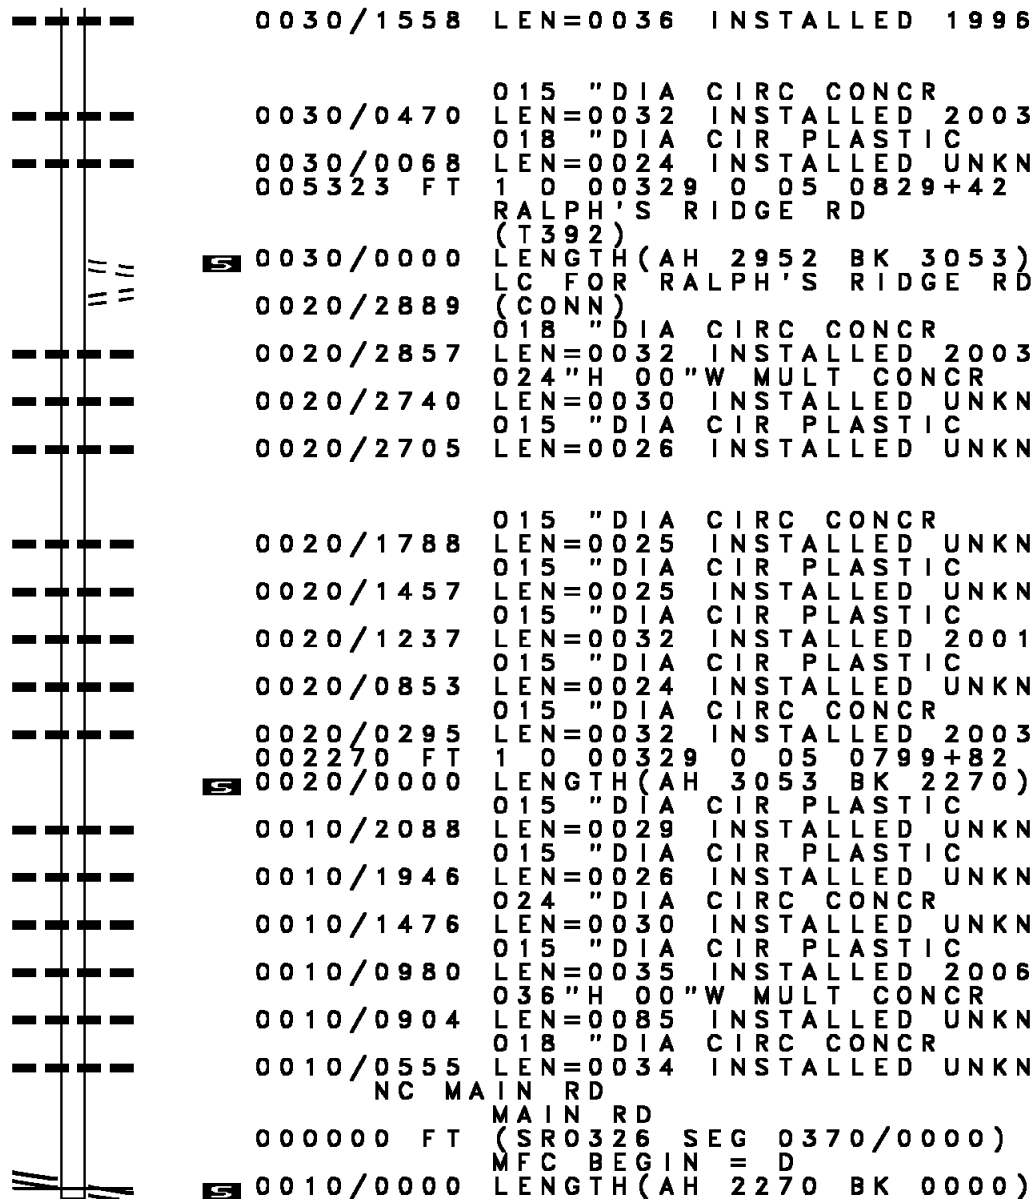 0030/1558 LEN=0036 INSTALLED 1996
015 "DIA CIRC CONCR
0030/0470 LEN=0032 INSTALLED 2003
018 "DIA CIR PLASTIC
0030/0068 LEN=0024 INSTALLED UNKN
005323 FT 1 0 00329 0 05 0829+42
RALPH'S RIDGE RD
(T392)
S 0030/0000 LENGTH(AH 2952 BK 3053)
LC FOR RALPH'S RIDGE RD
0020/2889 (CONN)
018 "DIA CIRC CONCR
0020/2857 LEN=0032 INSTALLED 2003
024"H 00"W MULT CONCR
0020/2740 LEN=0030 INSTALLED UNKN
015 "DIA CIR PLASTIC
0020/2705 LEN=0026 INSTALLED UNKN
015 "DIA CIRC CONCR
0020/1788 LEN=0025 INSTALLED UNKN
015 "DIA CIR PLASTIC
0020/1457 LEN=0025 INSTALLED UNKN
015 "DIA CIR PLASTIC
0020/1237 LEN=0032 INSTALLED 2001
015 "DIA CIR PLASTIC
0020/0853 LEN=0024 INSTALLED UNKN
015 "DIA CIRC CONCR
0020/0295 LEN=0032 INSTALLED 2003
002270 FT 1 0 00329 0 05 0799+82
S 0020/0000 LENGTH(AH 3053 BK 2270)
015 "DIA CIR PLASTIC
0010/2088 LEN=0029 INSTALLED UNKN
015 "DIA CIR PLASTIC
0010/1946 LEN=0026 INSTALLED UNKN
024 "DIA CIRC CONCR
0010/1476 LEN=0030 INSTALLED UNKN
015 "DIA CIR PLASTIC
0010/0980 LEN=0035 INSTALLED 2006
036"H 00"W MULT CONCR
0010/0904 LEN=0085 INSTALLED UNKN
018 "DIA CIRC CONCR
0010/0555 LEN=0034 INSTALLED UNKN
NC MAIN RD
MAIN RD
000000 FT (SR0326 SEG 0370/0000)
MFC BEGIN = D
S 0010/0000 LENGTH(AH 2270 BK 0000)